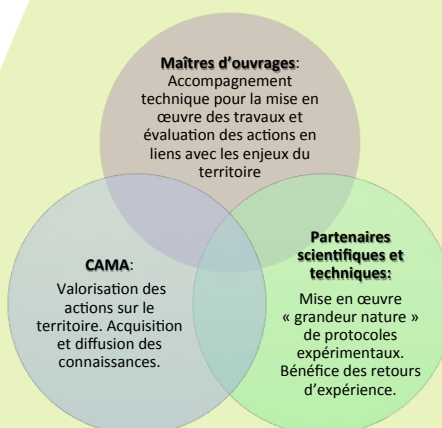 Maîtres d’ouvrages:
Accompagnement
technique pour la mise en
œuvre des travaux et
évaluation des actions en
liens avec les enjeux du
territoire
CAMA:
Valorisation des
actions sur le
territoire. Acquisition
et diffusion des
connaissances.
Partenaires
scientifiques et
techniques:
Mise en œuvre
« grandeur nature »
de protocoles
expérimentaux.
Bénéfice des retours
d’expérience.